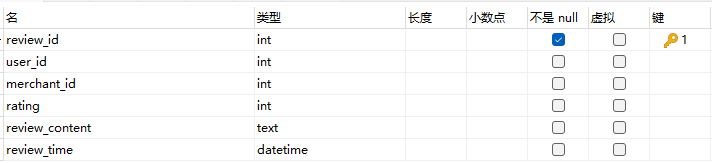 名 类型 长度 小数点 不是 null 虚拟 键
review_id int 1
user_id int
merchant_id int
rating int
review_content text
review_time datetime